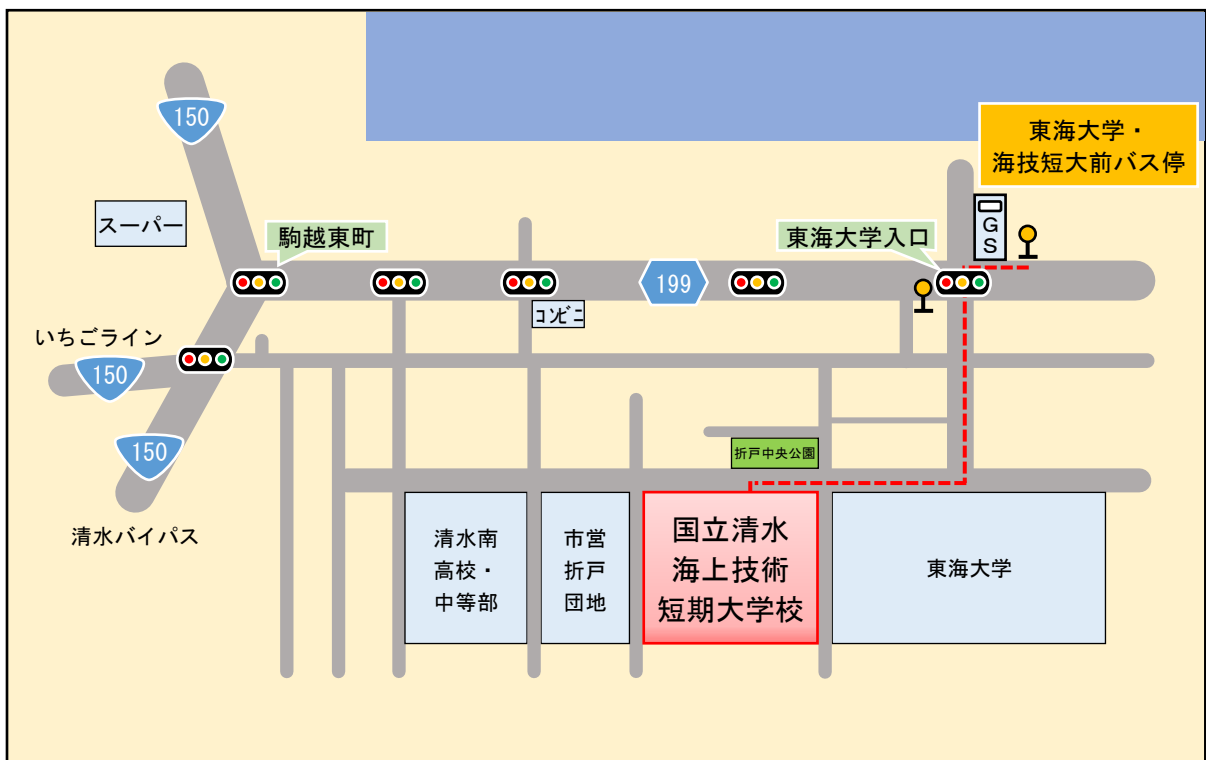 150
東海大学・
海技短大前バス停
スーパー
駒越東町
東海大学入口
GS
199
コンビニ
いちごライン
150
150
折戸中央公園
清水バイパス
清水南
高校・
中等部
市営
折戸
団地
国立清水
海上技術
短期大学校
東海大学